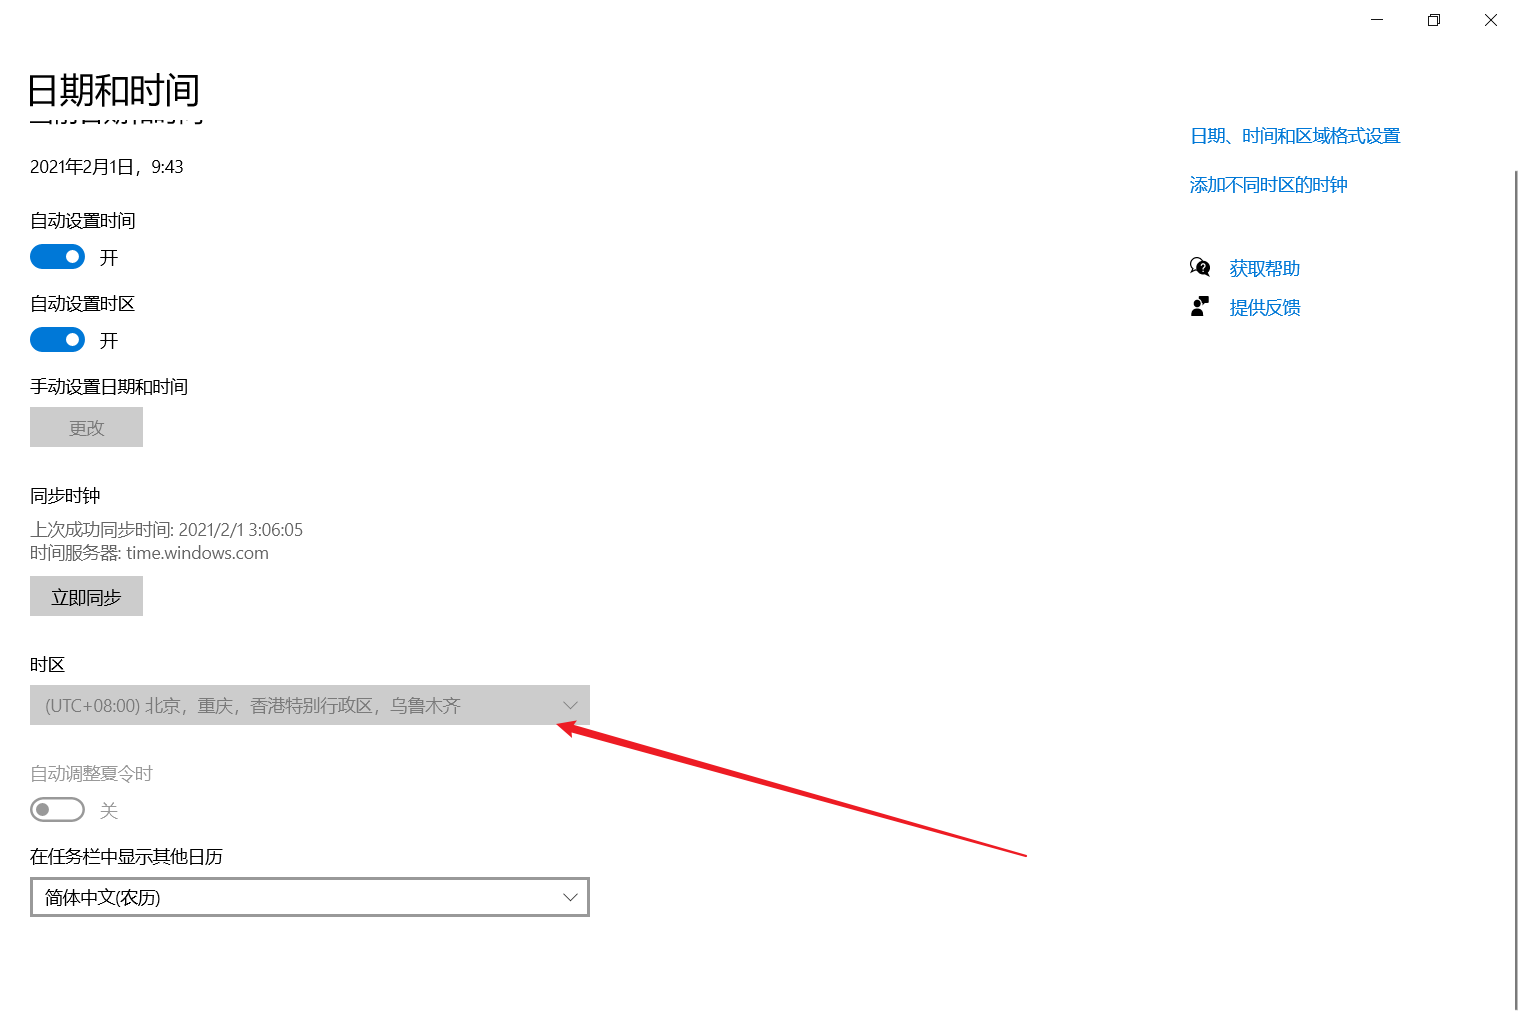 日期和时间
当前日期和时间
2021年2月1日，9:43
自动设置时间
开
自动设置时区
开
手动设置日期和时间
更改
同步时钟
上次成功同步时间: 2021/2/1 3:06:05
时间服务器: time.windows.com
立即同步
时区
(UTC+08:00) 北京，重庆，香港特别行政区，乌鲁木齐
自动调整夏令时
关
在任务栏中显示其他日历
简体中文(农历)
日期、时间和区域格式设置
添加不同时区的时钟
获取帮助
提供反馈